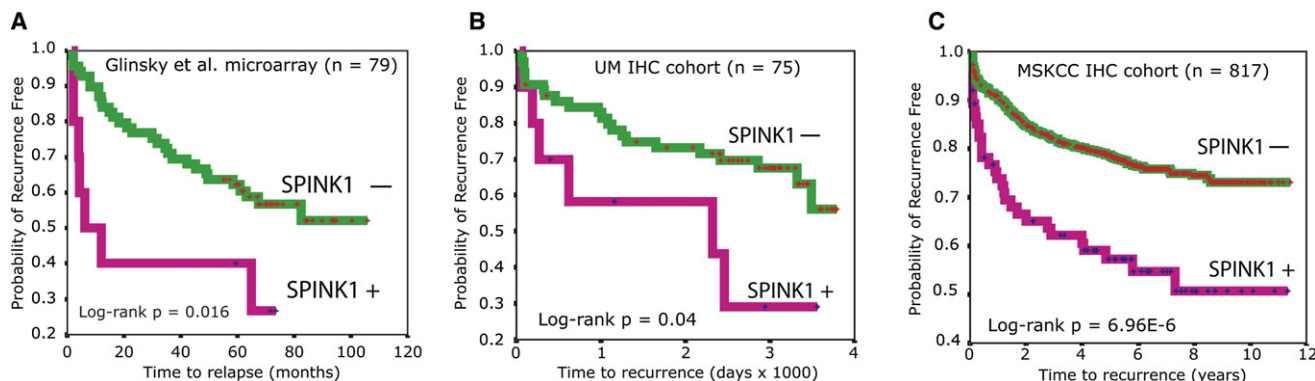 A
Glinsky et al. microarray (n = 79)
SPINK1 —
SPINK1 +
Log-rank p = 0.016
Probability of Recurrence Free
1.0
0.9
0.8
0.7
0.6
0.5
0.4
0.3
0.2
0 20 40 60 80 100 120
Time to relapse (months)
B
UM IHC cohort (n = 75)
SPINK1 —
SPINK1 +
Log-rank p = 0.04
Probability of Recurrence Free
1.0
0.9
0.8
0.7
0.6
0.5
0.4
0.3
0.2
0 1 2 3 4
Time to recurrence (days x 1000)
C
MSKCC IHC cohort (n = 817)
SPINK1 —
SPINK1 +
Log-rank p = 6.96E-6
Probability of Recurrence Free
1.0
0.9
0.8
0.7
0.6
0.5
0.4
0 2 4 6 8 10 12
Time to recurrence (years)